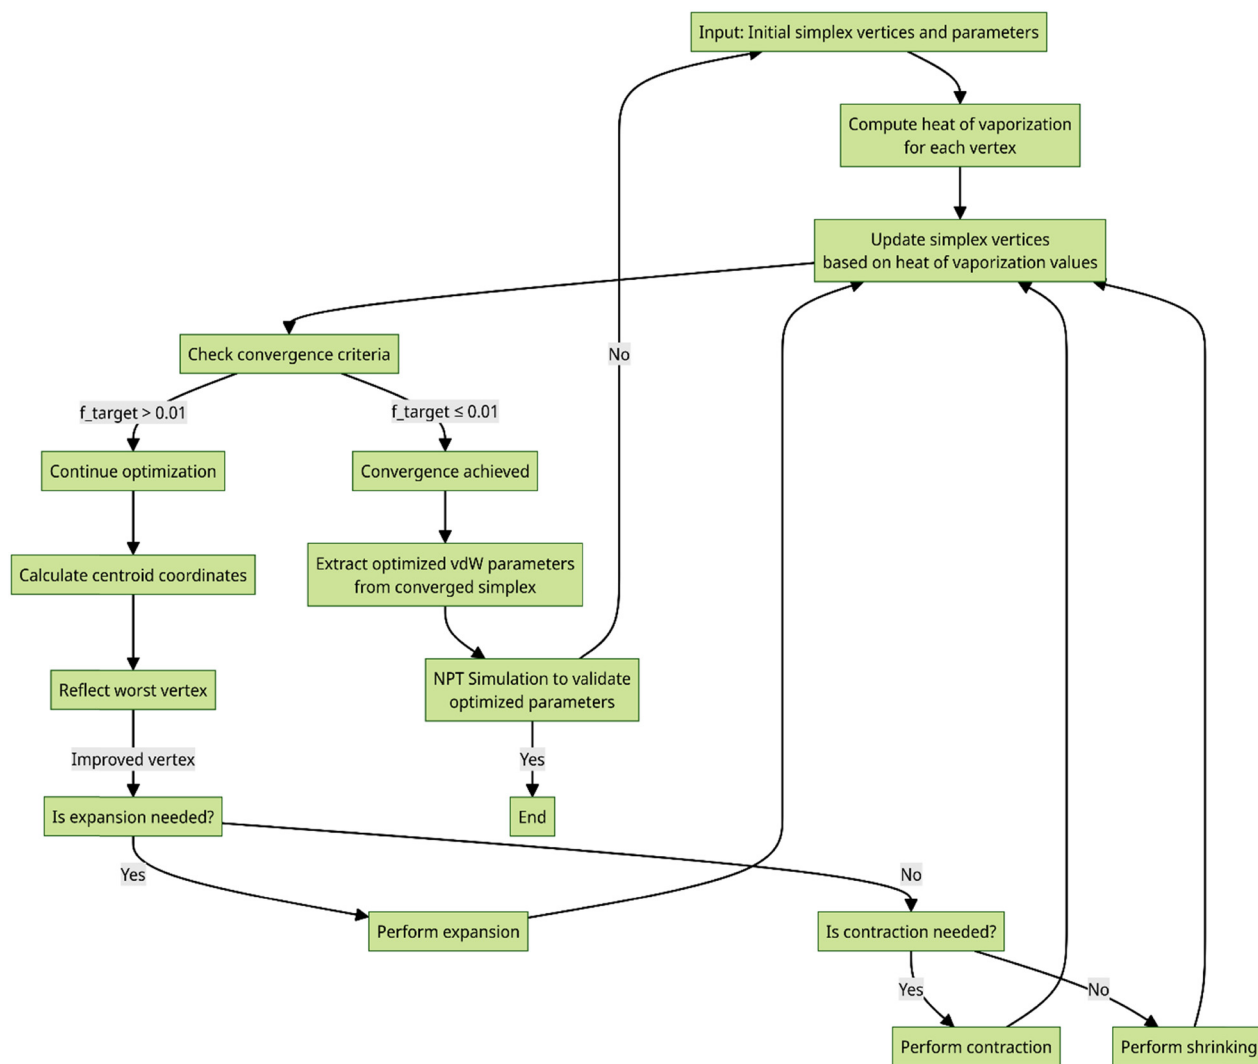 Input: Initial simplex vertices and parameters
Compute heat of vaporization
for each vertex
Update simplex vertices
based on heat of vaporization values
Check convergence criteria
No
f_target > 0.01
f_target ≤ 0.01
Continue optimization
Convergence achieved
Calculate centroid coordinates
Extract optimized vdW parameters
from converged simplex
Reflect worst vertex
NPT Simulation to validate
optimized parameters
Improved vertex
Yes
Is expansion needed?
End
Yes
No
Perform expansion
Is contraction needed?
Yes
No
Perform contraction
Perform shrinking